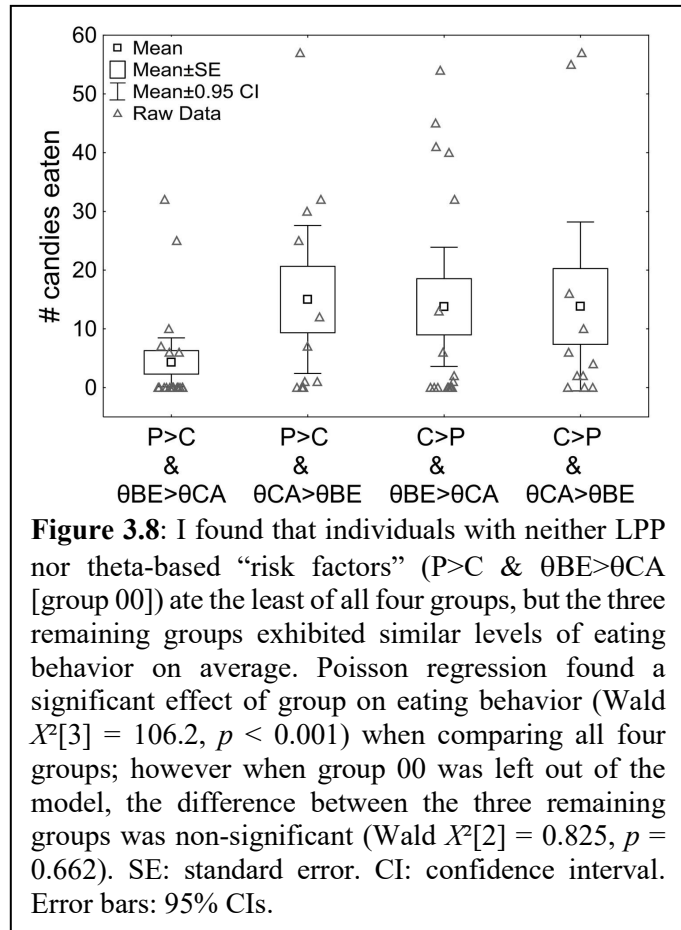 60
50
40
30
20
10
0
# candies eaten
Mean
Mean±SE
Mean±0.95 CI
Raw Data
P>C P>C C>P C>P
& & & &
θBE>θCA θCA>θBE θBE>θCA θCA>θBE
Figure 3.8: I found that individuals with neither LPP
nor theta-based “risk factors” (P>C & θBE>θCA
[group 00]) ate the least of all four groups, but the three
remaining groups exhibited similar levels of eating
behavior on average. Poisson regression found a
significant effect of group on eating behavior (Wald
X²[3] = 106.2, p < 0.001) when comparing all four
groups; however when group 00 was left out of the
model, the difference between the three remaining
groups was non-significant (Wald X²[2] = 0.825, p =
0.662). SE: standard error. CI: confidence interval.
Error bars: 95% CIs.